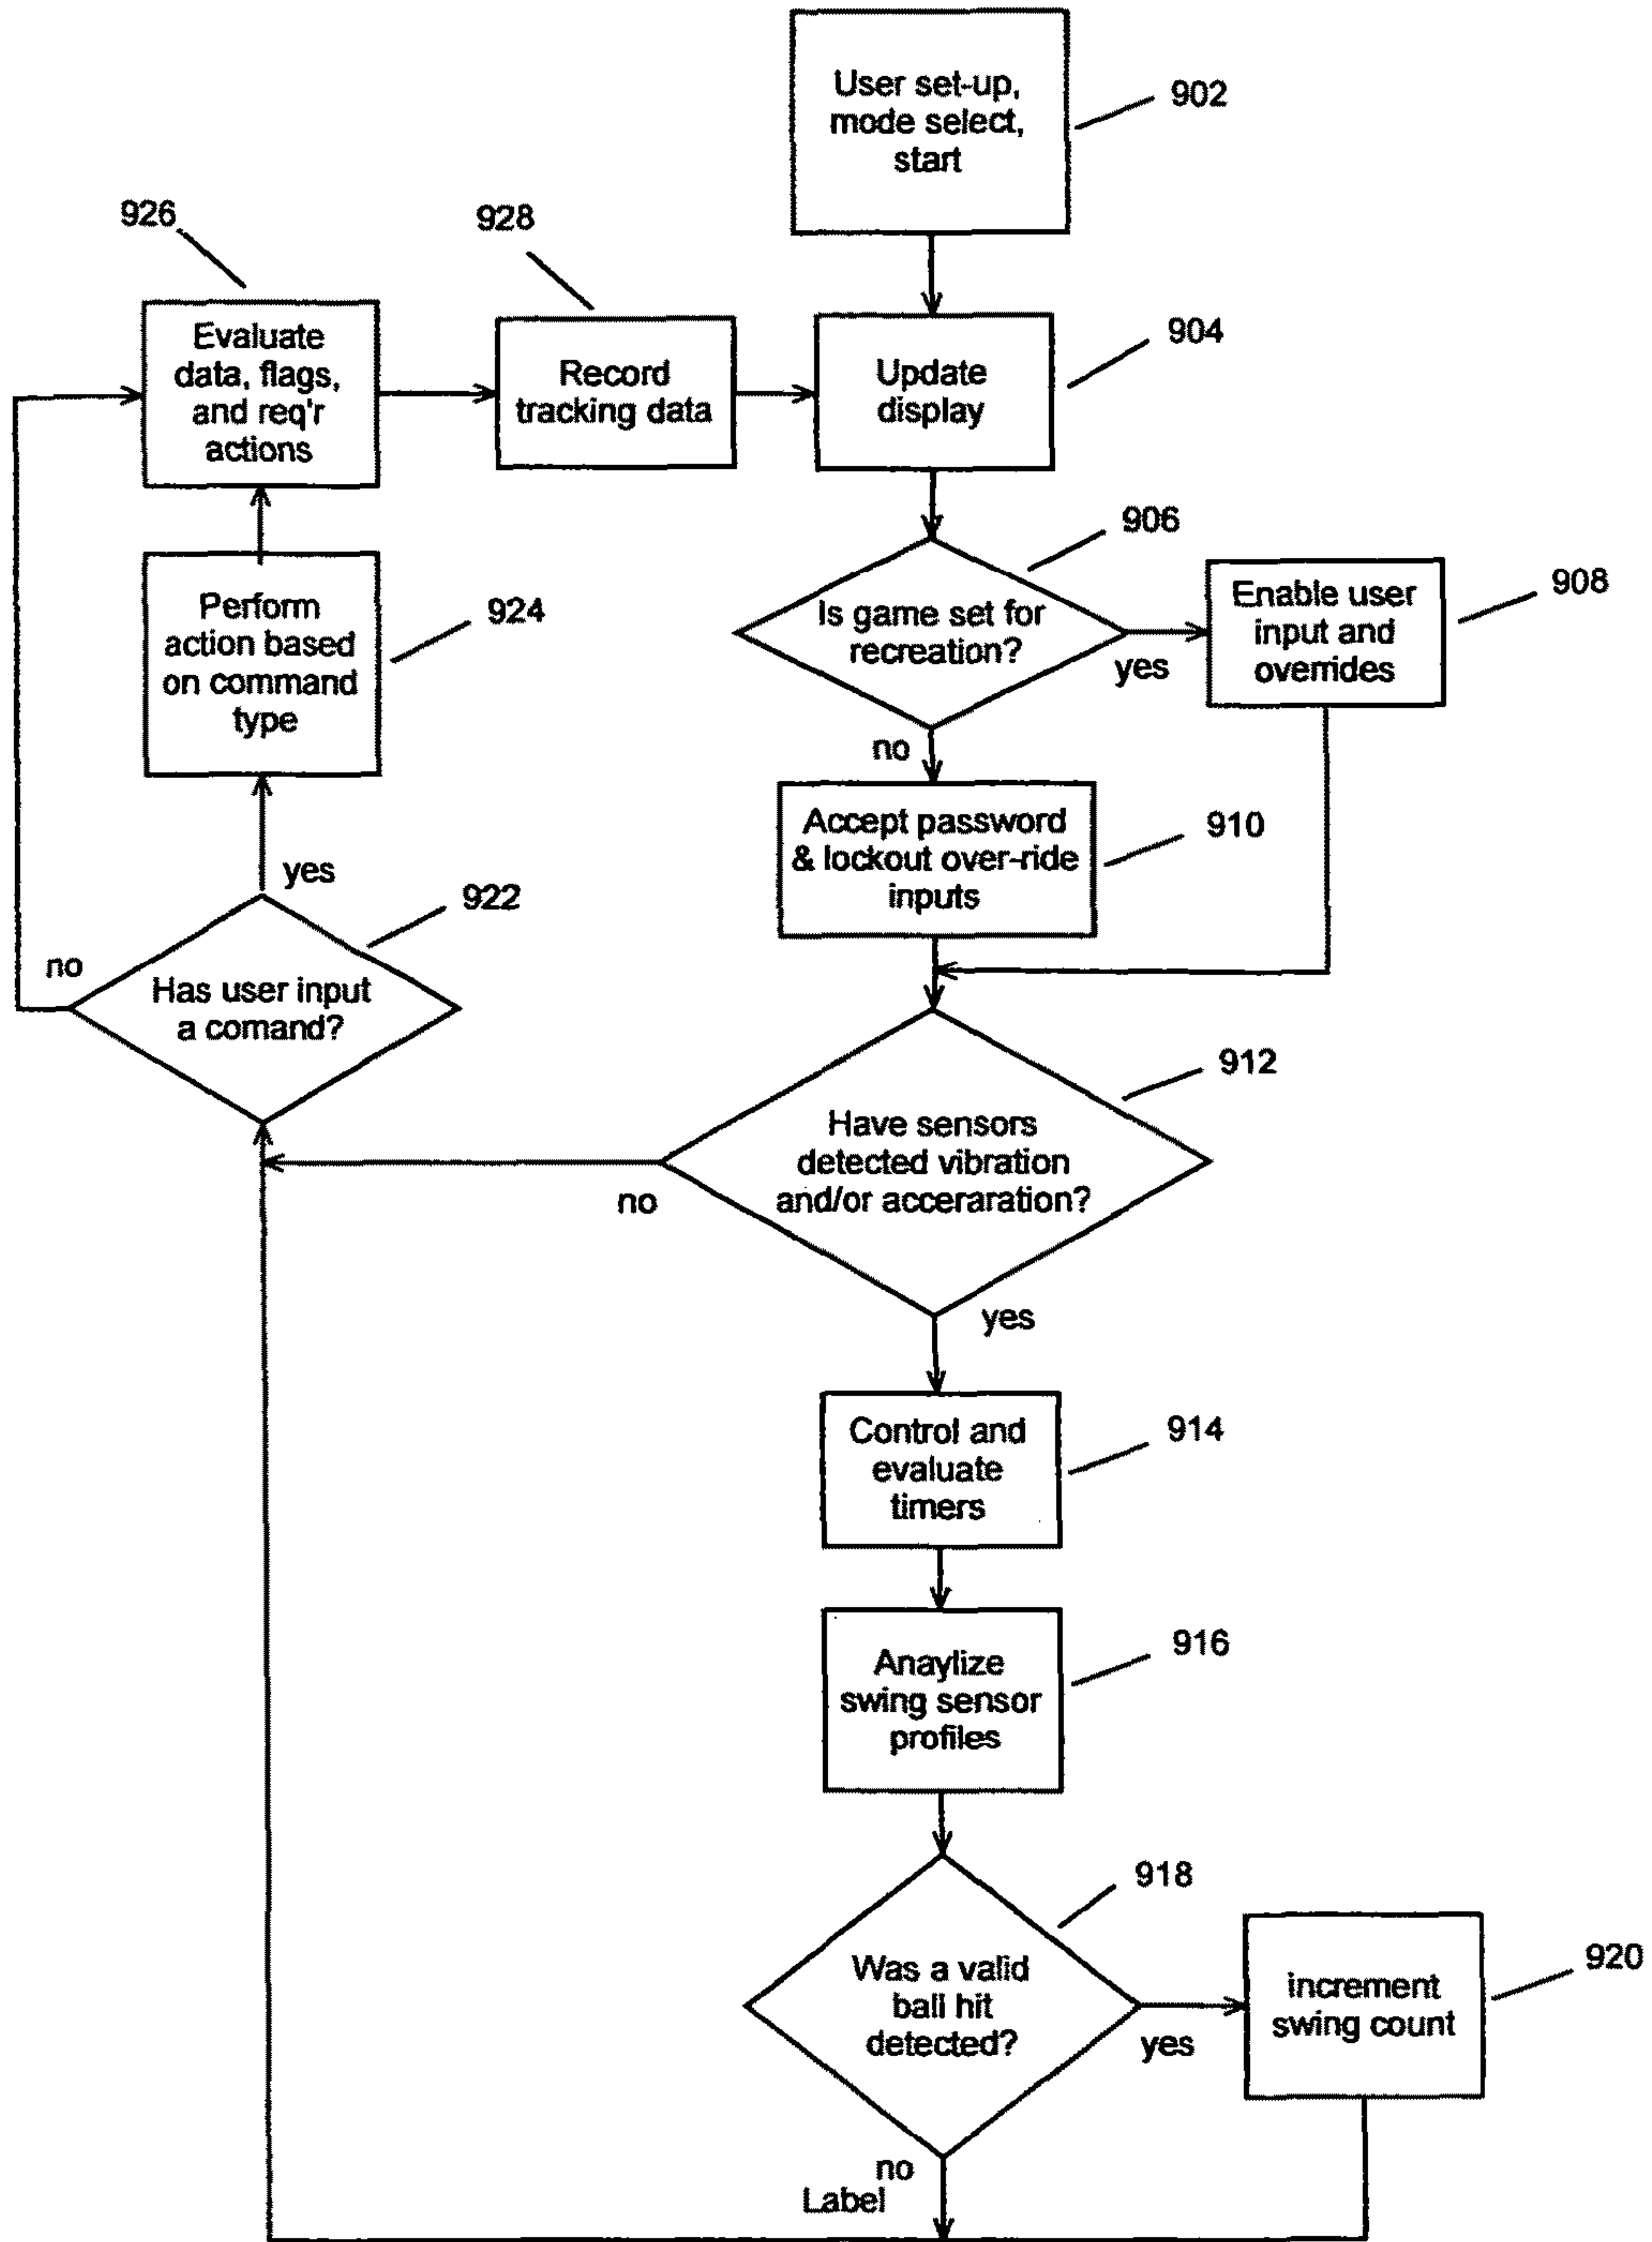 User set-up,
mode select,
start
902
926
928
Evaluate
data, flags,
and req'r
actions
Record
tracking data
Update
display
904
906
Is game set for
recreation?
yes
Enable user
input and
overrides
908
Perform
action based
on command
type
924
no
Accept password
& lockout over-ride
inputs
910
yes
922
no
Has user input
a comand?
912
Have sensors
detected vibration
and/or acceraration?
no
yes
Control and
evaluate
timers
914
Anaylize
swing sensor
profiles
916
918
Was a valid
ball hit
detected?
yes
increment
swing count
920
no
Label